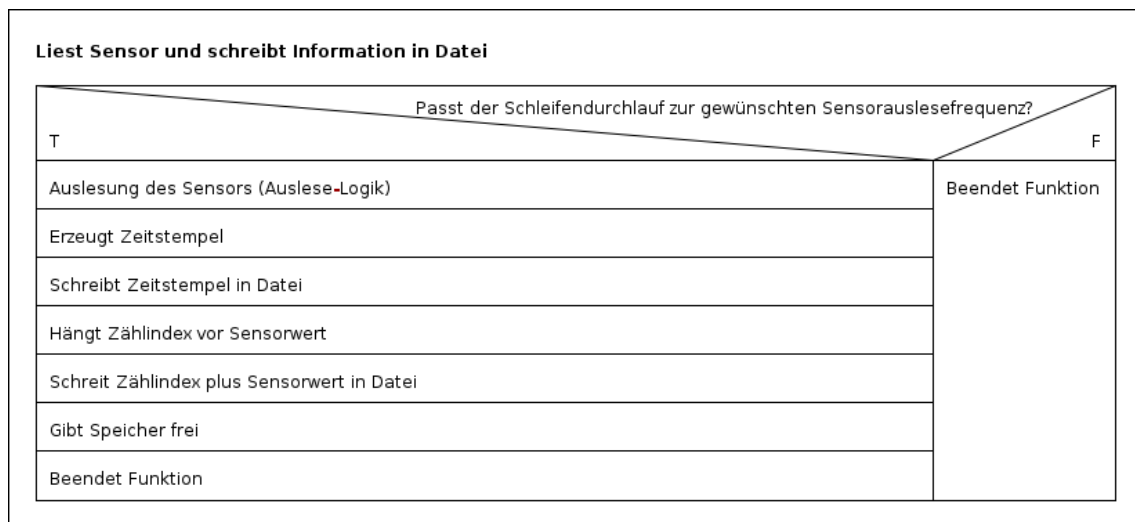 Liest Sensor und schreibt Information in Datei
Passt der Schleifendurchlauf zur gewünschten Sensorauslesefrequenz?
T
F
Auslesung des Sensors (Auslese-Logik)
Beendet Funktion
Erzeugt Zeitstempel
Schreibt Zeitstempel in Datei
Hängt Zählindex vor Sensorwert
Schreit Zählindex plus Sensorwert in Datei
Gibt Speicher frei
Beendet Funktion